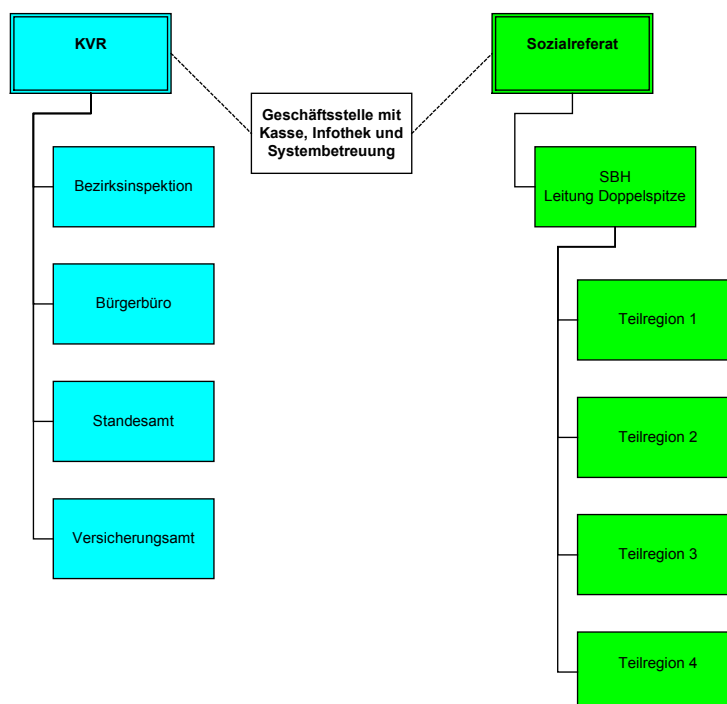 KVR
Sozialreferat
Geschäftsstelle mit
Kasse, Infothek und
Systembetreuung
Bezirksinspektion
SBH
Leitung Doppelspitze
Bürgerbüro
Teilregion 1
Standesamt
Teilregion 2
Versicherungsamt
Teilregion 3
Teilregion 4